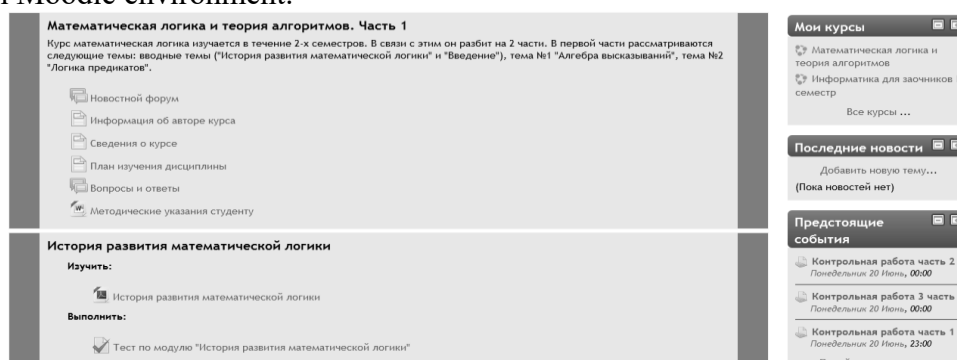 Moodle environment.
Математическая логика и теория алгоритмов. Часть 1
Курс математическая логика изучается в течение 2-х семестров. В связи с этим он разбит на 2 части. В первой части рассматриваются
следующие темы: вводные темы ("История развития математической логики" и "Введение"), тема №1 "Алгебра высказываний", тема №2
"Логика предикатов".
Новостной форум
Информация об авторе курса
Сведения о курсе
План изучения дисциплины
Вопросы и ответы
Методические указания студенту
История развития математической логики
Изучить:
История развития математической логики
Выполнить:
Тест по модулю "История развития математической логики"
Мои курсы
Математическая логика и
теория алгоритмов
Информатика для заочников
семестр
Все курсы ...
Последние новости
Добавить новую тему...
(Пока новостей нет)
Предстоящие
события
Контрольная работа часть 2
Понедельник 20 Июнь, 00:00
Контрольная работа 3 часть
Понедельник 20 Июнь, 00:00
Контрольная работа часть 1
Понедельник 20 Июнь, 23:00